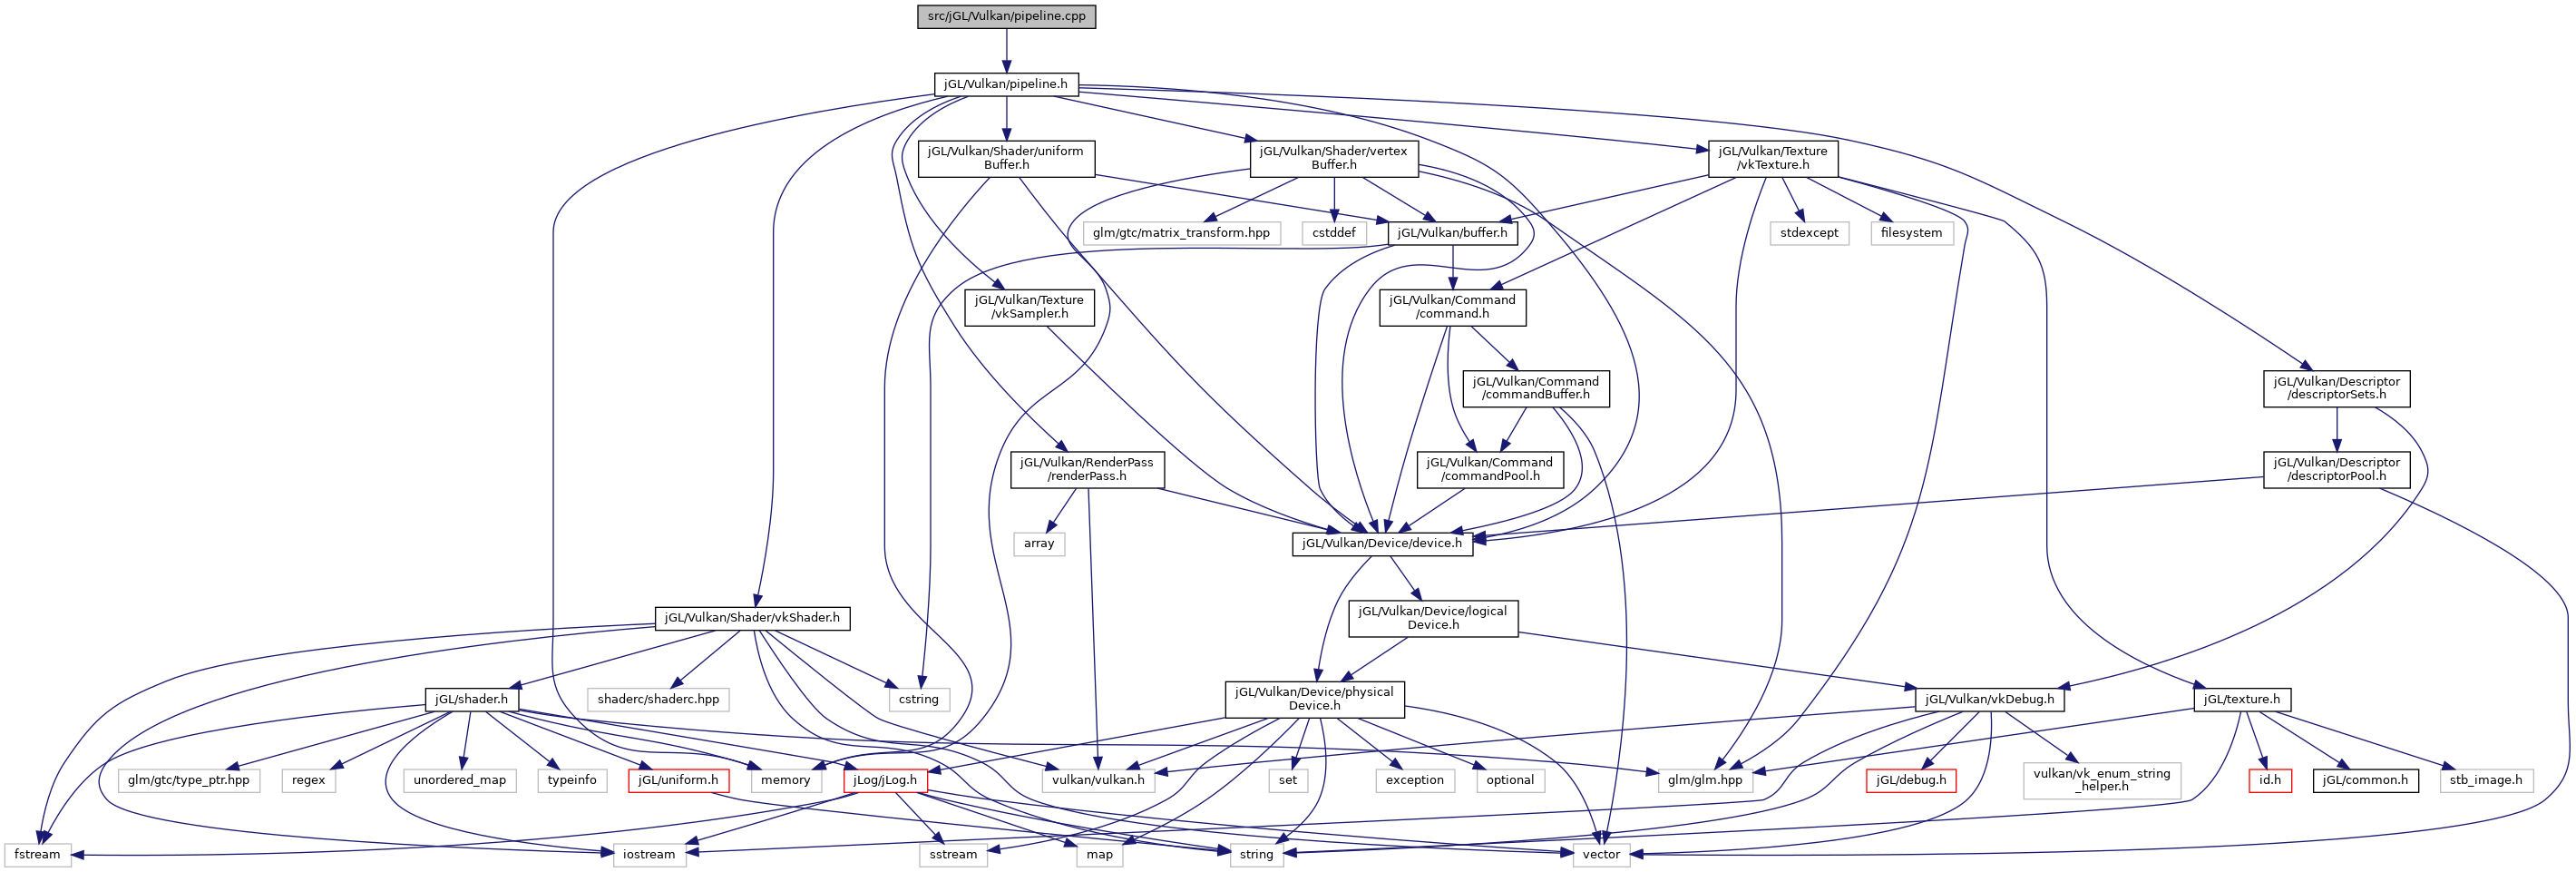 src/jGL/Vulkan/pipeline.cpp
jGL/Vulkan/pipeline.h
jGL/Vulkan/Shader/uniform
Buffer.h
jGL/Vulkan/Shader/vertex
Buffer.h
jGL/Vulkan/Texture
/vkTexture.h
glm/gtc/matrix_transform.hpp
cstddef
jGL/Vulkan/buffer.h
stdexcept
filesystem
jGL/Vulkan/Texture
/vkSampler.h
jGL/Vulkan/Command
/command.h
jGL/Vulkan/Command
/commandBuffer.h
jGL/Vulkan/Descriptor
/descriptorSets.h
jGL/Vulkan/RenderPass
/renderPass.h
jGL/Vulkan/Command
/commandPool.h
jGL/Vulkan/Descriptor
/descriptorPool.h
array
jGL/Vulkan/Device/device.h
jGL/Vulkan/Shader/vkShader.h
jGL/Vulkan/Device/logical
Device.h
jGL/shader.h
shaderc/shaderc.hpp
cstring
jGL/Vulkan/Device/physical
Device.h
jGL/Vulkan/vkDebug.h
jGL/texture.h
glm/gtc/type_ptr.hpp
regex
unordered_map
typeinfo
jGL/uniform.h
memory
jLog/jLog.h
vulkan/vulkan.h
set
exception
optional
glm/glm.hpp
jGL/debug.h
vulkan/vk_enum_string
_helper.h
id.h
jGL/common.h
stb_image.h
fstream
iostream
sstream
map
string
vector